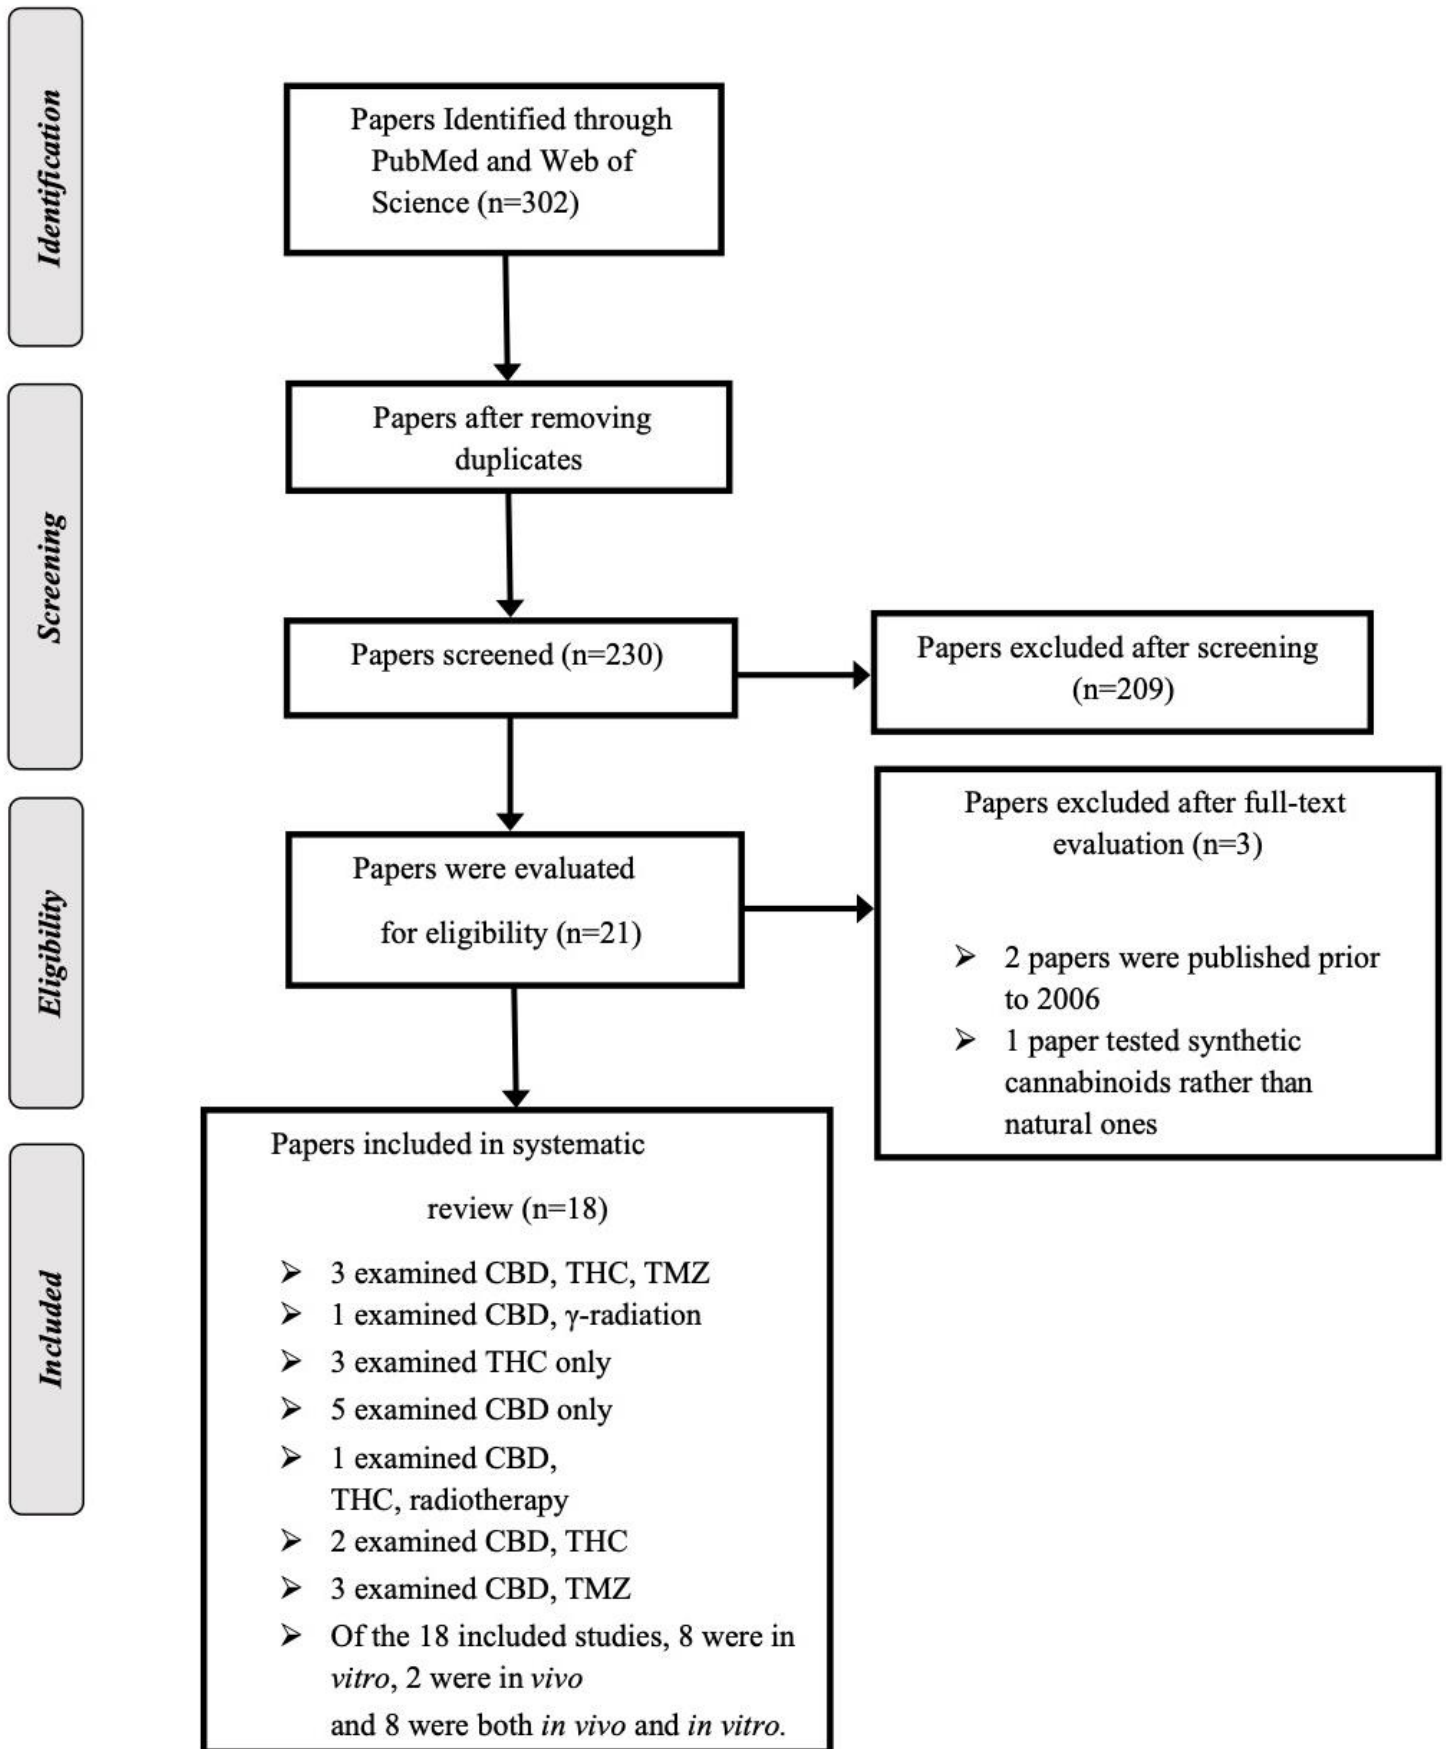 Identification
Papers Identified through
PubMed and Web of
Science (n=302)
Papers after removing
duplicates
Screening
Papers screened (n=230)
Papers excluded after screening
(n=209)
Eligibility
Papers were evaluated
for eligibility (n=21)
Papers excluded after full-text
evaluation (n=3)
➢ 2 papers were published prior
to 2006
➢ 1 paper tested synthetic
cannabinoids rather than
natural ones
Included
Papers included in systematic
review (n=18)
➢ 3 examined CBD, THC, TMZ
➢ 1 examined CBD, γ-radiation
➢ 3 examined THC only
➢ 5 examined CBD only
➢ 1 examined CBD,
THC, radiotherapy
➢ 2 examined CBD, THC
➢ 3 examined CBD, TMZ
➢ Of the 18 included studies, 8 were in
vitro, 2 were in vivo
and 8 were both in vivo and in vitro.